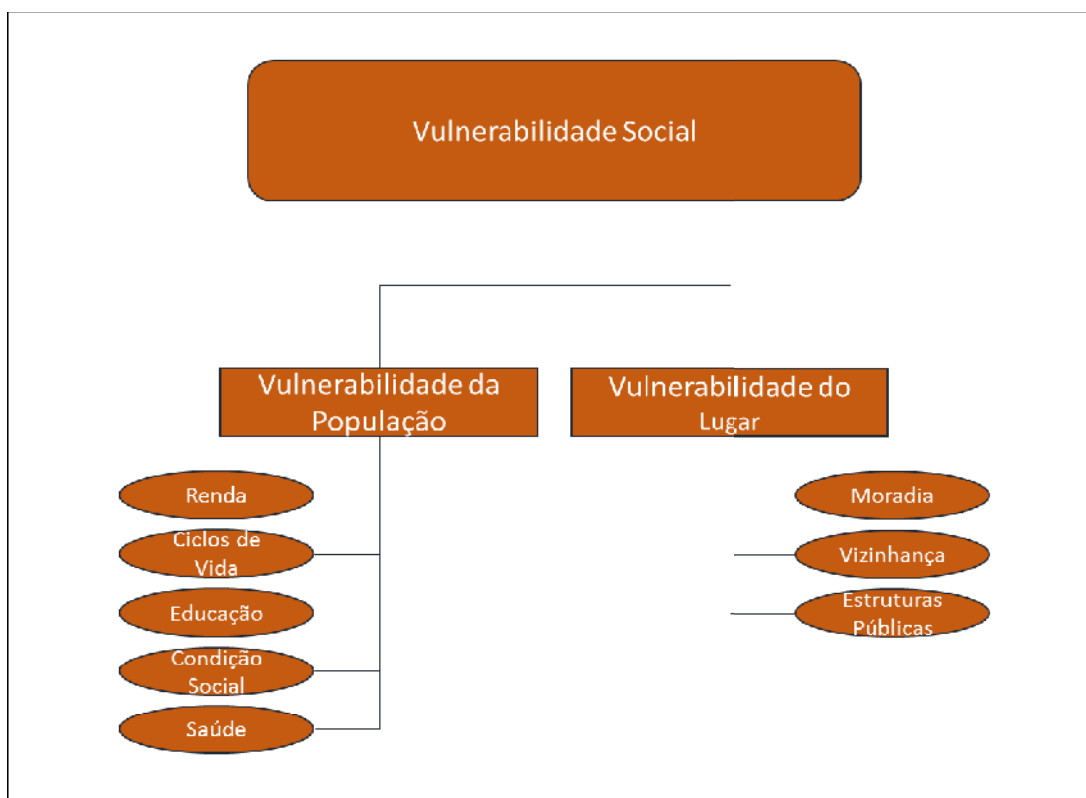 Vulnerabilidade Social
Vulnerabilidade da
População
Vulnerabilidade do
Lugar
Renda
Ciclos de
Vida
Educação
Condição
Social
Saúde
Moradia
Vizinhança
Estruturas
Públicas